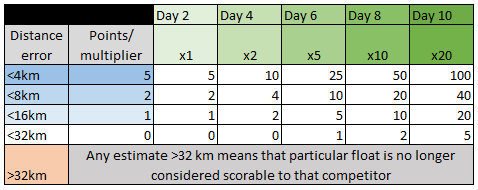 Day 2 Day 4 Day 6 Day 8 Day 10
Distance error Points/ multiplier x1 x2 x5 x10 x20
<4km 5 5 10 25 50 100
<8km 2 2 4 10 20 40
<16km 1 1 2 5 10 20
<32km 0 0 0 1 2 5
>32km Any estimate >32 km means that particular float is no longer
considered scorable to that competitor